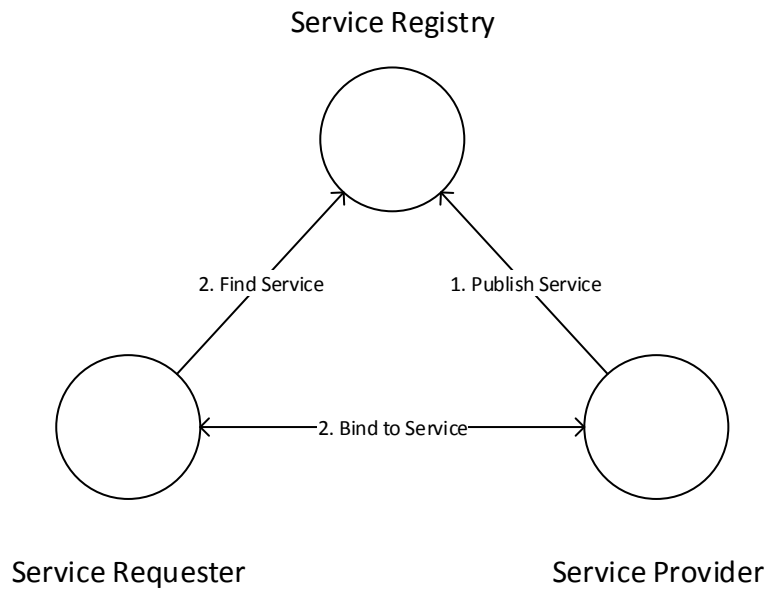 Service Registry
2. Find Service
1. Publish Service
2. Bind to Service
Service Requester
Service Provider